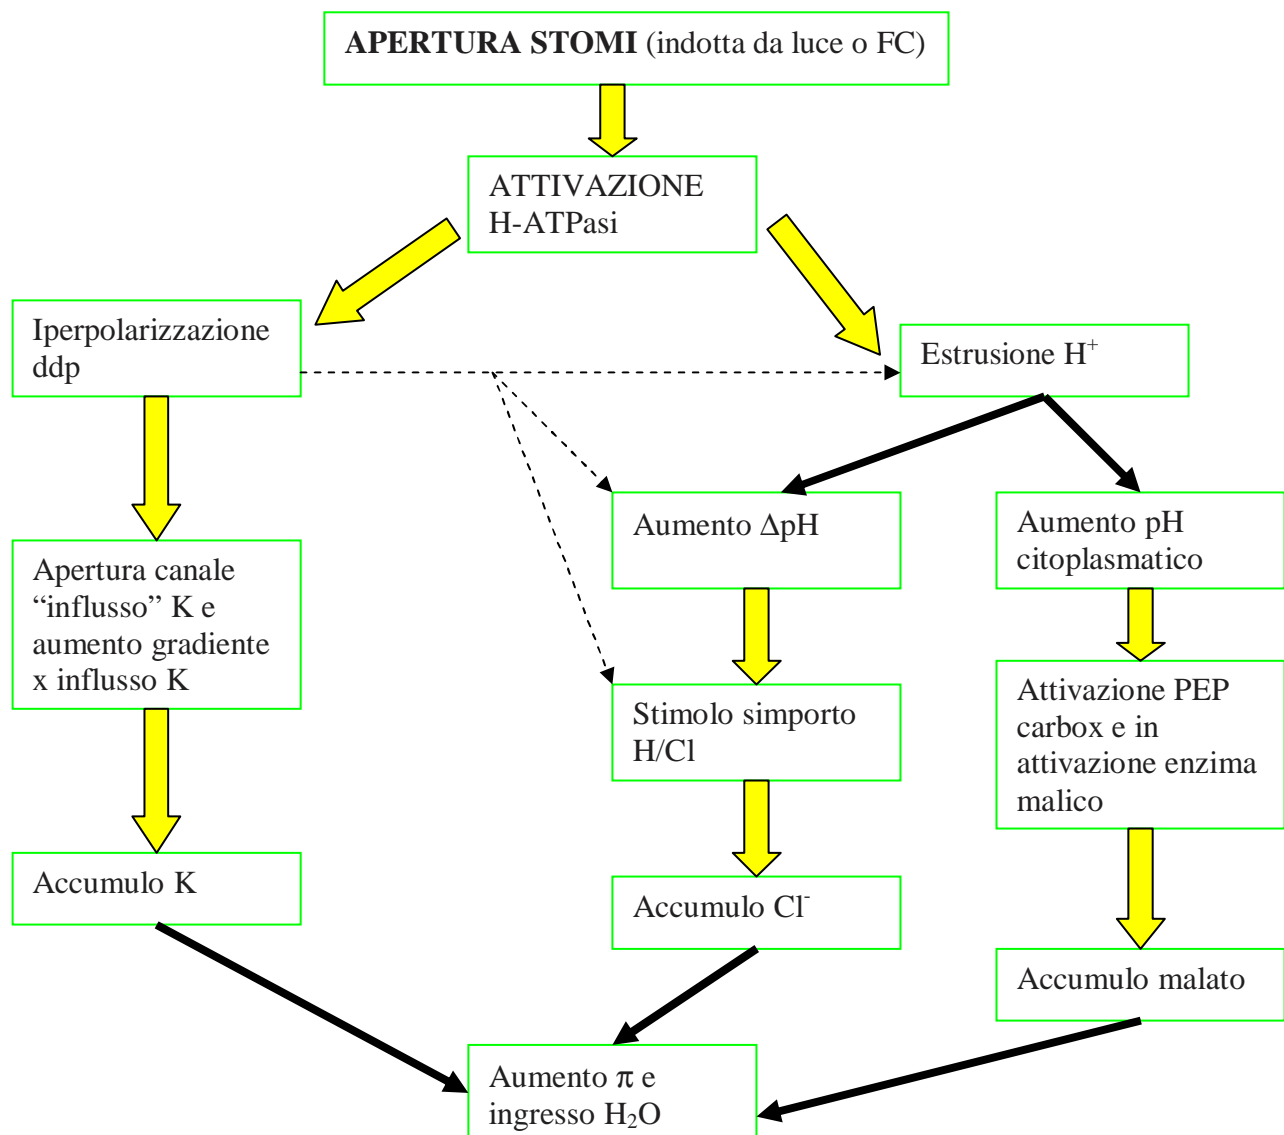 APERTURA STOMI (indotta da luce o FC)
ATTIVAZIONE
H-ATPasi
Iperpolarizzazione
ddp
Estrusione H⁺
Apertura canale
“influsso” K e
aumento gradiente
x influsso K
Aumento ΔpH
Aumento pH
citoplasmatico
Stimolo simporto
H/Cl
Attivazione PEP
carbox e in
attivazione enzima
malico
Accumulo K
Accumulo Cl⁻
Accumulo malato
Aumento π e
ingresso H₂O